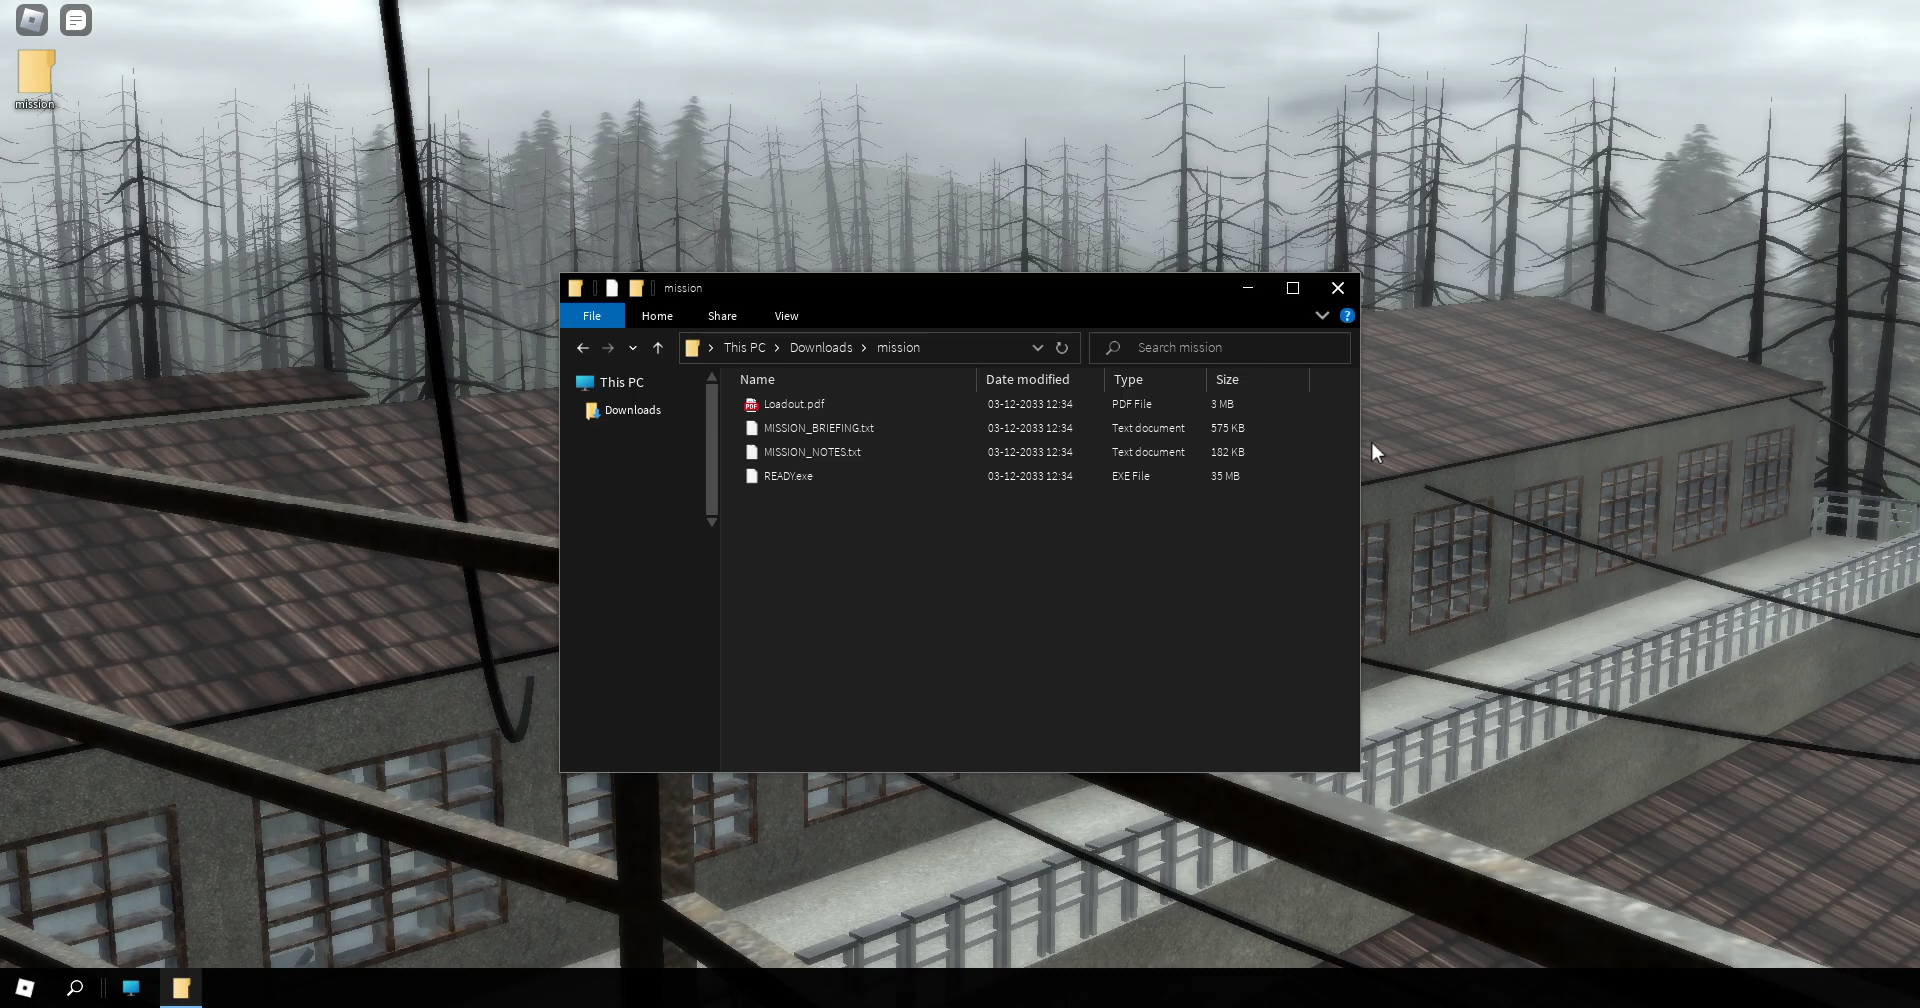 mission
mission
File Home Share View
This PC Downloads mission
Search mission
This PC
Downloads
Name Date modified Type Size
Loadout.pdf 03-12-2033 12:34 PDF File 3 MB
MISSION_BRIEFING.txt 03-12-2033 12:34 Text document 575 KB
MISSION_NOTES.txt 03-12-2033 12:34 Text document 182 KB
READY.exe 03-12-2033 12:34 EXE File 35 MB